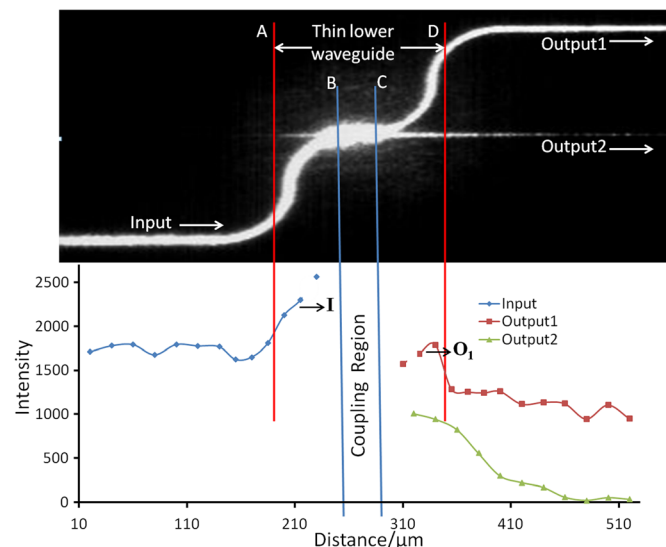 A
Thin lower
waveguide
D
B
C
Output1
Output2
Input
2500
2000
1500
1000
500
0
Intensity
I
Coupling Region
O₁
Input
Output1
Output2
10
110
210
310
410
510
Distance/µm